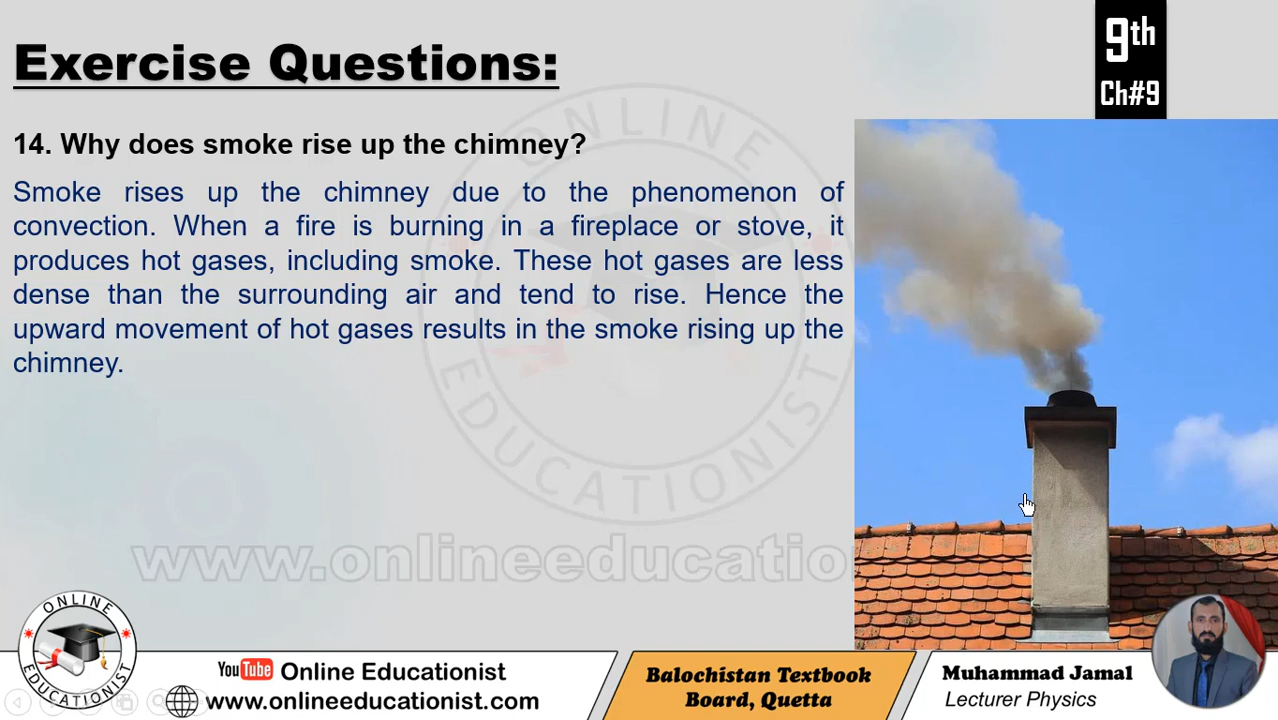 Exercise Questions:
9th
Ch#9
14. Why does smoke rise up the chimney?
Smoke rises up the chimney due to the phenomenon of
convection. When a fire is burning in a fireplace or stove, it
produces hot gases, including smoke. These hot gases are less
dense than the surrounding air and tend to rise. Hence the
upward movement of hot gases results in the smoke rising up the
chimney.
ONLINE
EDUCATIONIST
www.onlineeducatio
ONLINE
EDUCATIONIST
YouTube Online Educationist
www.onlineeducationist.com
Balochistan Textbook
Board, Quetta
Muhammad Jamal
Lecturer Physics